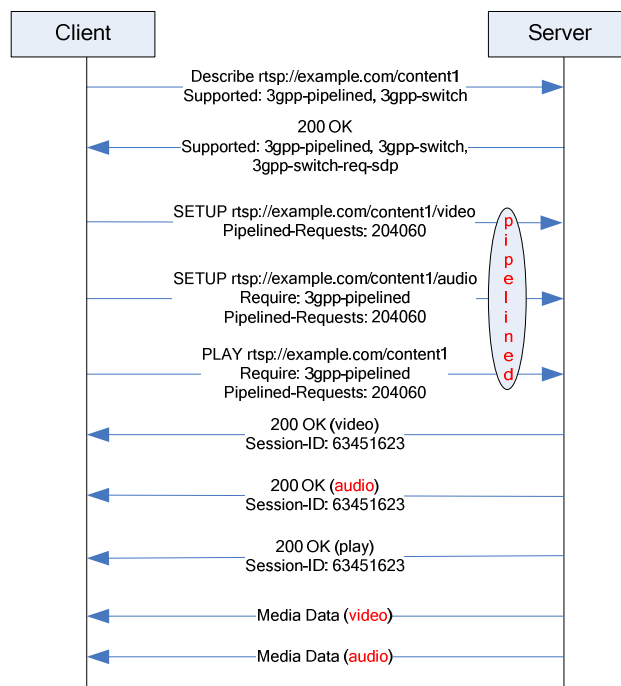 Client
Server
Describe rtsp://example.com/content1
Supported: 3gpp-pipelined, 3gpp-switch
200 OK
Supported: 3gpp-pipelined, 3gpp-switch,
3gpp-switch-req-sdp
SETUP rtsp://example.com/content1/video
Pipelined-Requests: 204060
SETUP rtsp://example.com/content1/audio
Require: 3gpp-pipelined
Pipelined-Requests: 204060
PLAY rtsp://example.com/content1
Require: 3gpp-pipelined
Pipelined-Requests: 204060
pipelined
200 OK (video)
Session-ID: 63451623
200 OK (audio)
Session-ID: 63451623
200 OK (play)
Session-ID: 63451623
Media Data (video)
Media Data (audio)